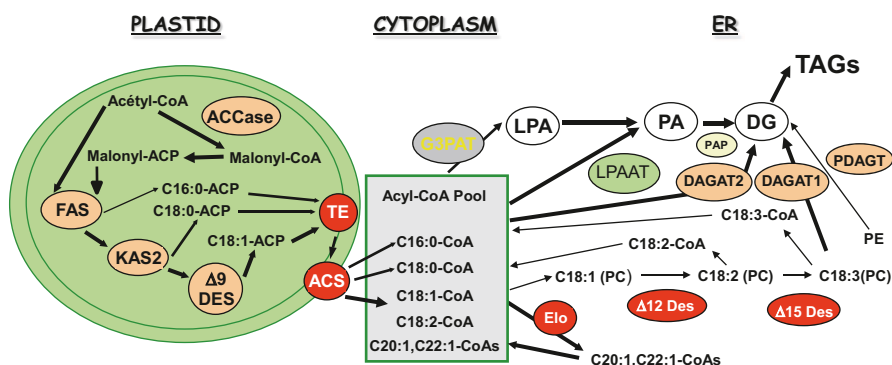 PLASTID
CYTOPLASM
ER
Acétyl-CoA
ACCase
Malonyl-ACP
Malonyl-CoA
FAS
C16:0-ACP
C18:0-ACP
TE
KAS2
C18:1-ACP
Δ9
DES
ACS
G3PAT
Acyl-CoA Pool
C16:0-CoA
C18:0-CoA
C18:1-CoA
C18:2-CoA
C20:1,C22:1-CoAs
TAGs
LPA
PA
DG
PAP
PDAGT
LPAAT
DAGAT2
DAGAT1
C18:3-CoA
PE
C18:2-CoA
C18:1 (PC)
C18:2 (PC)
C18:3(PC)
Elo
Δ12 Des
Δ15 Des
C20:1,C22:1-CoAs